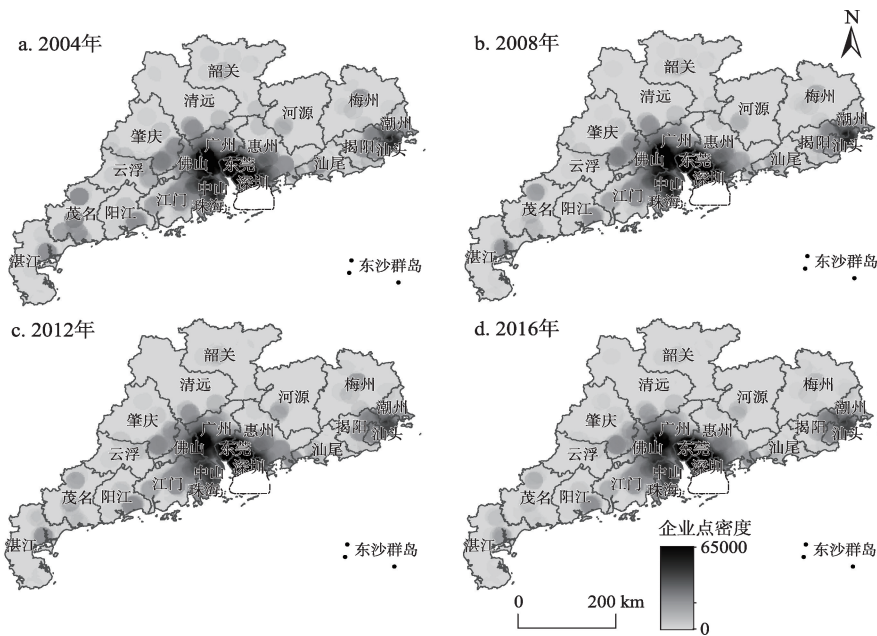 a. 2004年
韶关
清远
河源
梅州
潮州
肇庆
广州
惠州
揭阳
汕头
云浮
佛山
东莞
汕尾
深圳
中山
江门
珠海
茂名
阳江
湛江
东沙群岛
b. 2008年
N
韶关
清远
河源
梅州
潮州
肇庆
广州
惠州
揭阳
汕头
云浮
佛山
东莞
汕尾
深圳
中山
江门
珠海
茂名
阳江
湛江
东沙群岛
c. 2012年
韶关
清远
河源
梅州
潮州
肇庆
广州
惠州
揭阳
汕头
云浮
佛山
东莞
汕尾
深圳
中山
江门
珠海
茂名
阳江
湛江
东沙群岛
d. 2016年
韶关
清远
河源
梅州
潮州
肇庆
广州
惠州
揭阳
汕头
云浮
佛山
东莞
汕尾
深圳
中山
江门
珠海
茂名
阳江
湛江
东沙群岛
企业点密度
65000
0
0 200 km